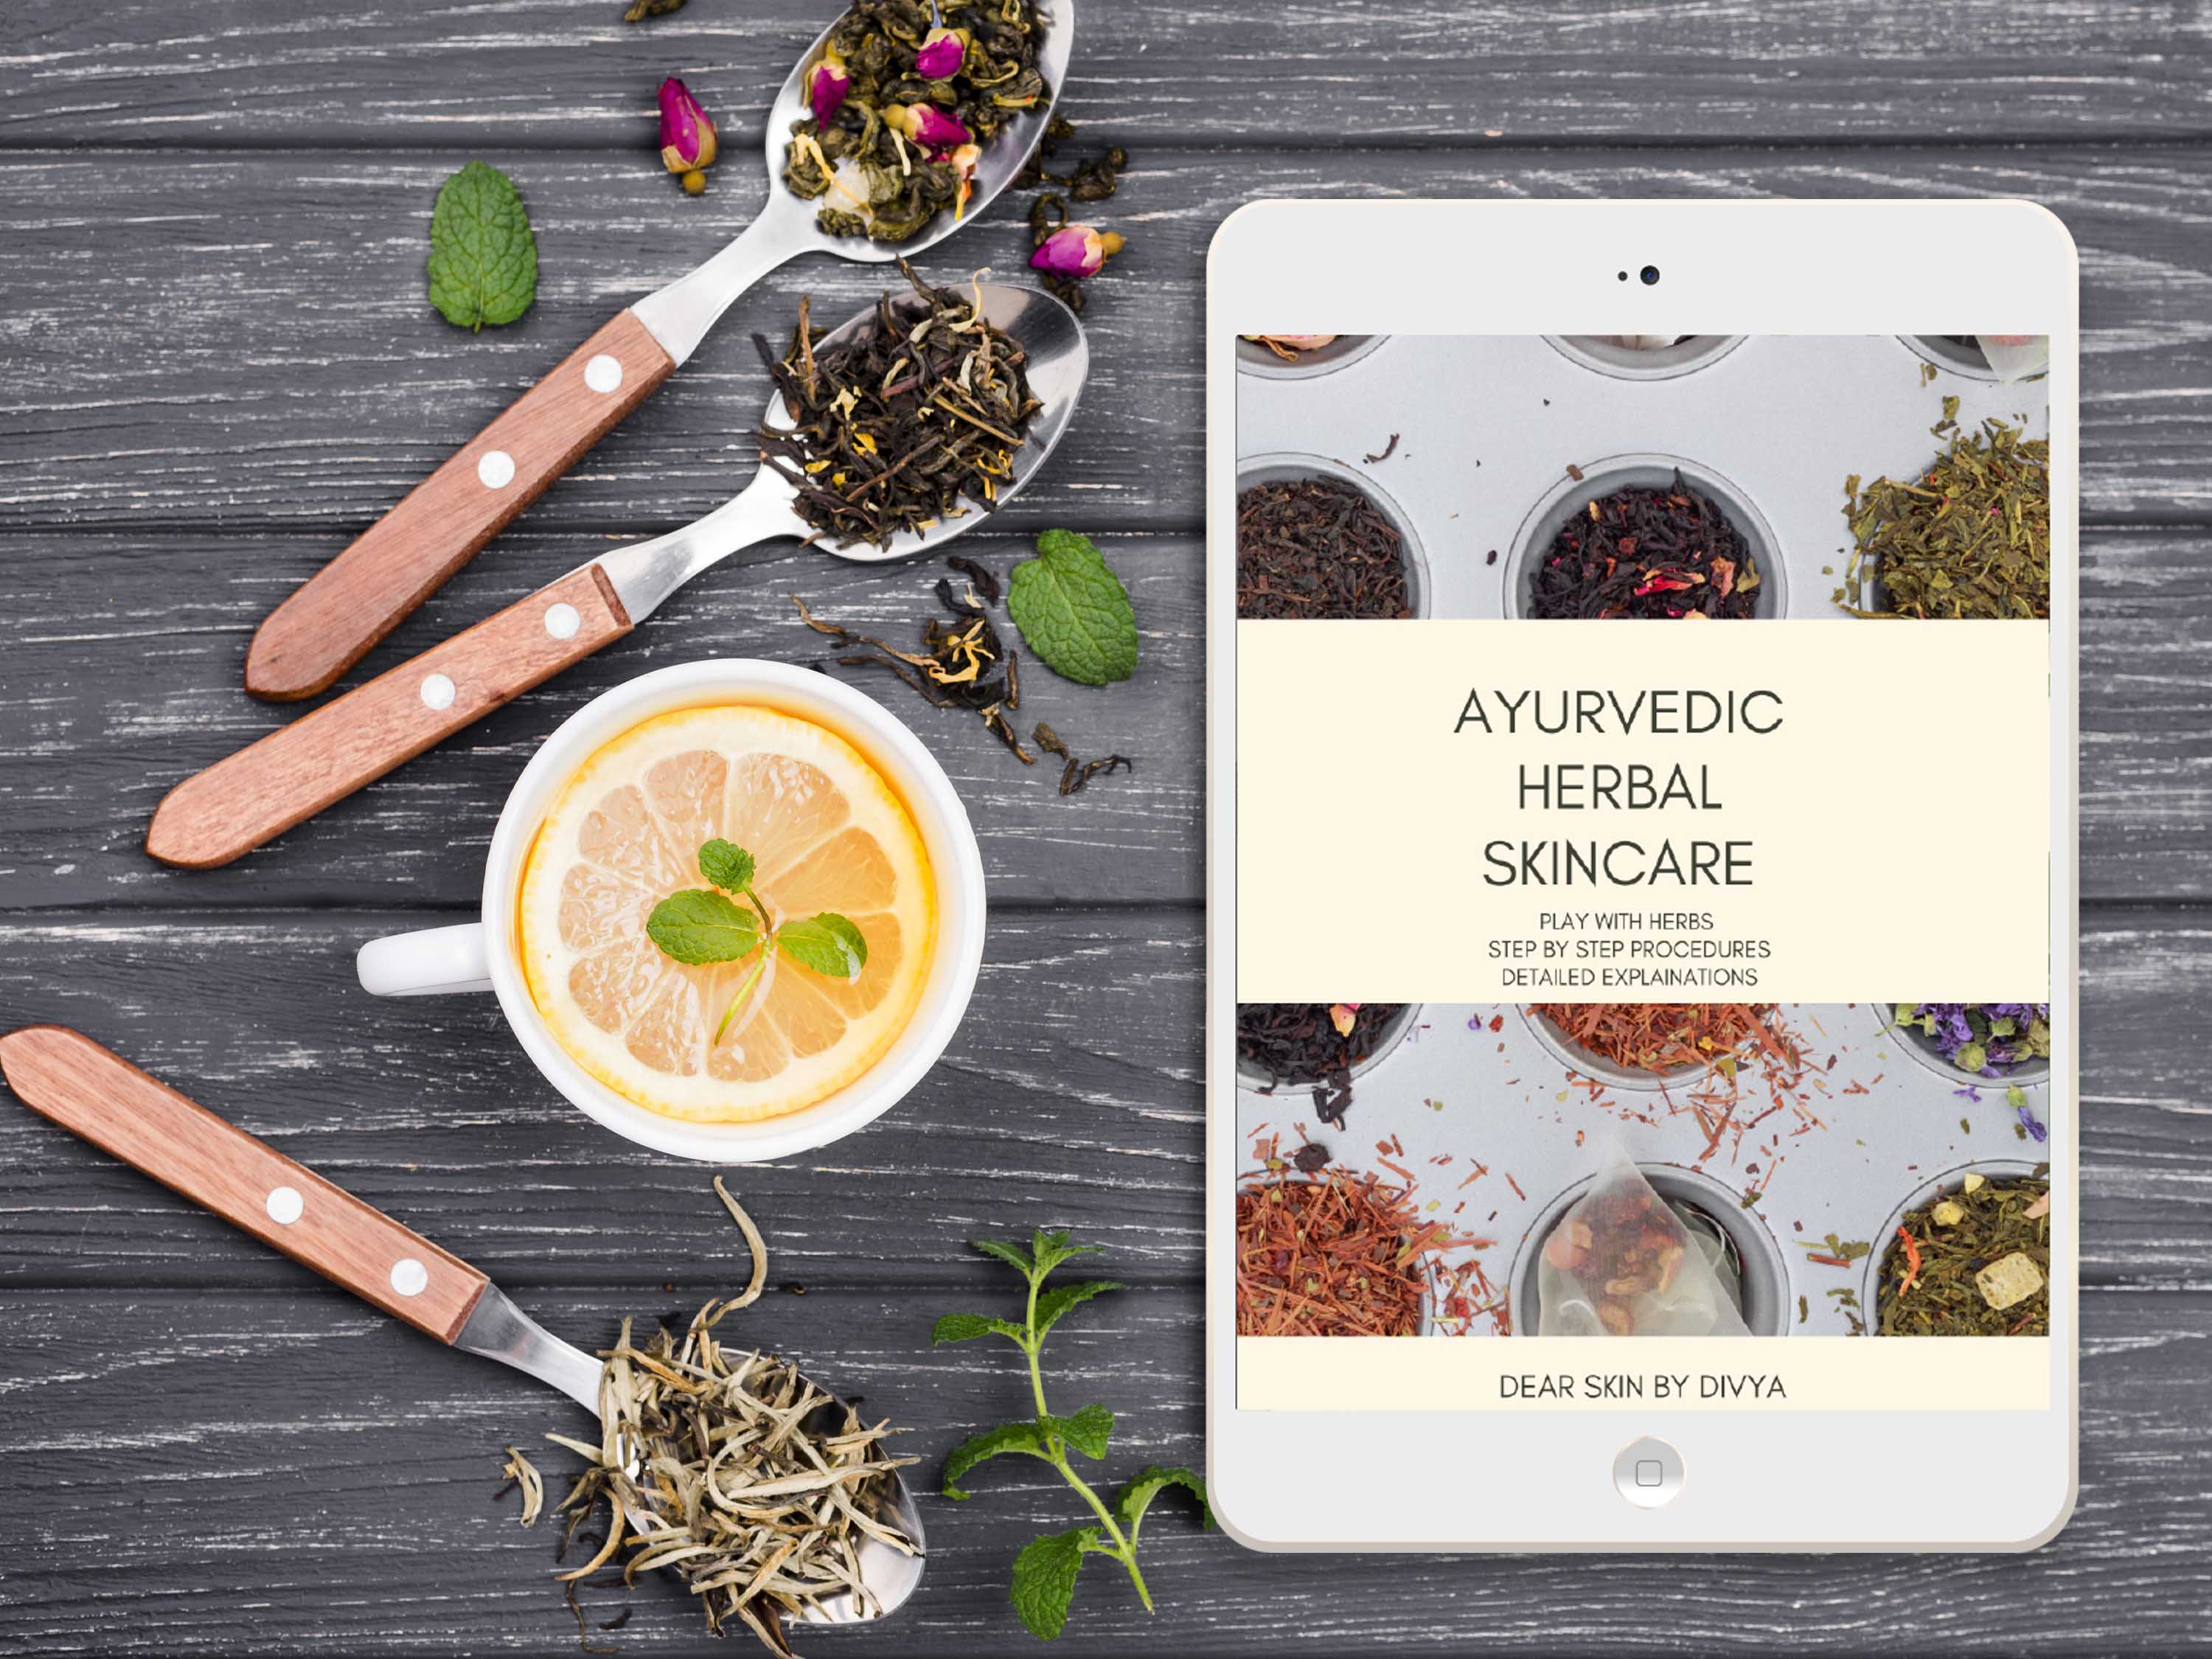 AYURVEDIC
HERBAL
SKINCARE
PLAY WITH HERBS
STEP BY STEP PROCEDURES
DETAILED EXPLAINATIONS
DEAR SKIN BY DIVYA